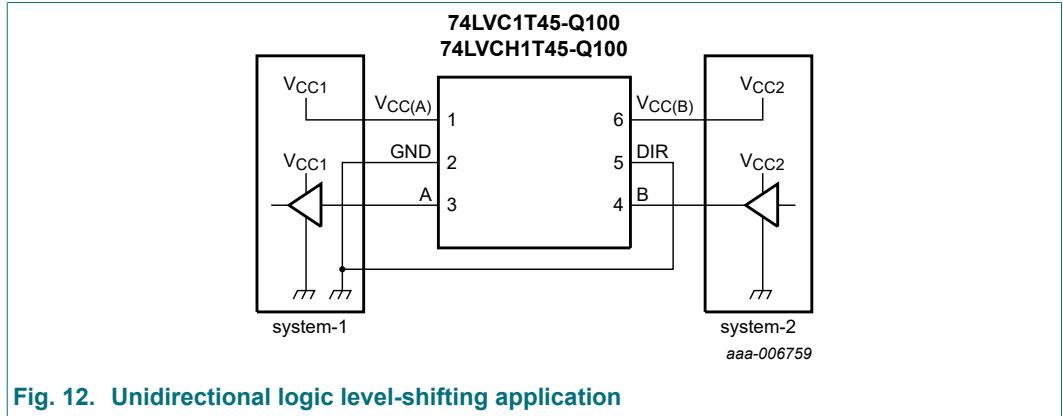 74LVC1T45-Q100
74LVCH1T45-Q100
VCC1
VCC(A)
1
6
VCC(B)
VCC2
GND
2
5
DIR
VCC1
VCC2
A
3
4
B
system-1
system-2
aaa-006759
Fig. 12. Unidirectional logic level-shifting application